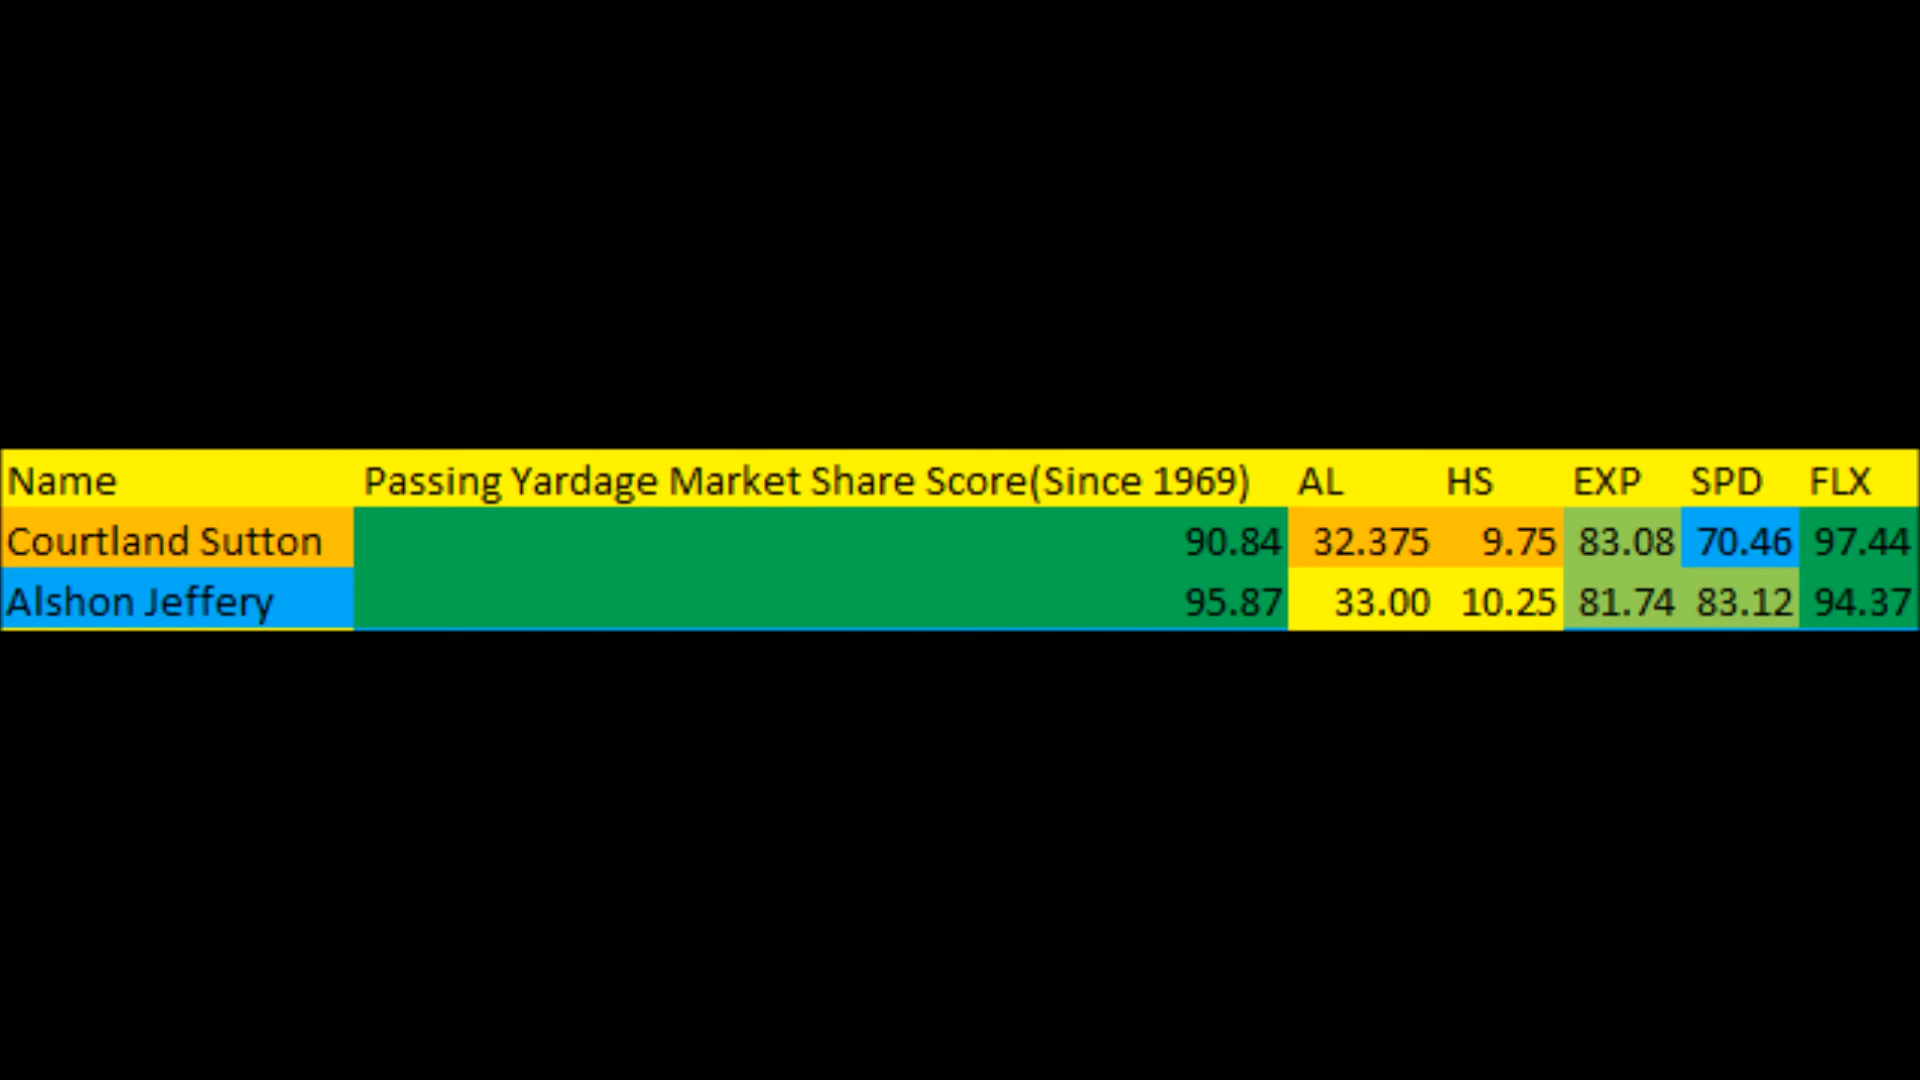 Name Passing Yardage Market Share Score(Since 1969) AL HS EXP SPD FLX
Courtland Sutton 90.84 32.375 9.75 83.08 70.46 97.44
Alshon Jeffery 95.87 33.00 10.25 81.74 83.12 94.37